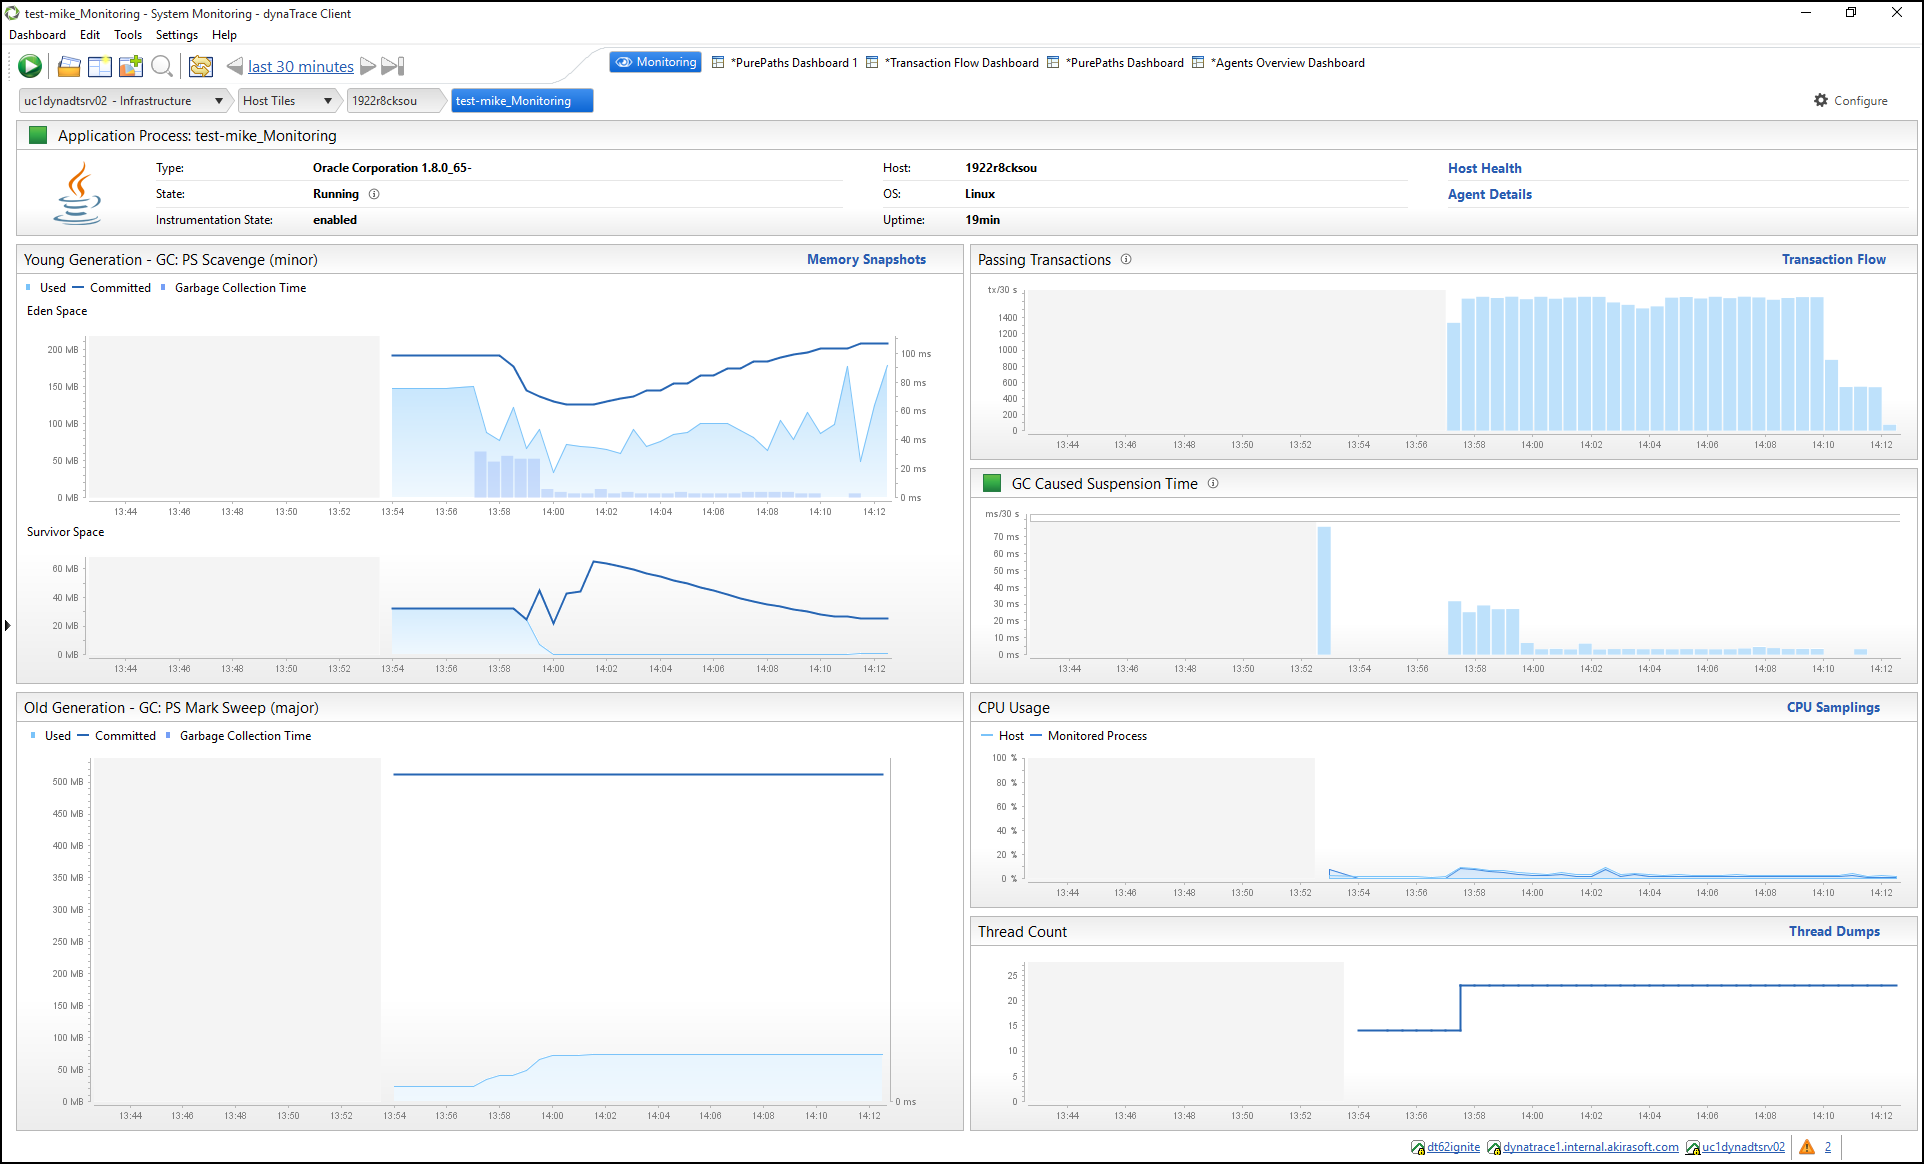 test-mike_Monitoring - System Monitoring - dynaTrace Client
Dashboard Edit Tools Settings Help
last 30 minutes
Monitoring *PurePaths Dashboard 1 *Transaction Flow Dashboard *PurePaths Dashboard *Agents Overview Dashboard
uc1dynadtsrv02 - Infrastructure Host Tiles 1922r8cksou test-mike_Monitoring Configure
Application Process: test-mike_Monitoring
Type: Oracle Corporation 1.8.0_65- Host: 1922r8cksou Host Health
State: Running OS: Linux Agent Details
Instrumentation State: enabled Uptime: 19min
Young Generation - GC: PS Scavenge (minor) Memory Snapshots
Used Committed Garbage Collection Time
Eden Space
200 MB
150 MB
100 MB
50 MB
0 MB
100 ms
80 ms
60 ms
40 ms
20 ms
0 ms
13:44 13:46 13:48 13:50 13:52 13:54 13:56 13:58 14:00 14:02 14:04 14:06 14:08 14:10 14:12
Survivor Space
60 MB
40 MB
20 MB
0 MB
13:44 13:46 13:48 13:50 13:52 13:54 13:56 13:58 14:00 14:02 14:04 14:06 14:08 14:10 14:12
Passing Transactions Transaction Flow
tx/30 s
1400
1200
1000
800
600
400
200
0
13:44 13:46 13:48 13:50 13:52 13:54 13:56 13:58 14:00 14:02 14:04 14:06 14:08 14:10 14:12
GC Caused Suspension Time
ms/30 s
70 ms
60 ms
50 ms
40 ms
30 ms
20 ms
10 ms
0 ms
13:44 13:46 13:48 13:50 13:52 13:54 13:56 13:58 14:00 14:02 14:04 14:06 14:08 14:10 14:12
Old Generation - GC: PS Mark Sweep (major)
Used Committed Garbage Collection Time
500 MB
450 MB
400 MB
350 MB
300 MB
250 MB
200 MB
150 MB
100 MB
50 MB
0 MB
0 ms
13:44 13:46 13:48 13:50 13:52 13:54 13:56 13:58 14:00 14:02 14:04 14:06 14:08 14:10 14:12
CPU Usage CPU Samplings
Host Monitored Process
100 %
80 %
60 %
40 %
20 %
0 %
13:44 13:46 13:48 13:50 13:52 13:54 13:56 13:58 14:00 14:02 14:04 14:06 14:08 14:10 14:12
Thread Count Thread Dumps
25
20
15
10
5
0
13:44 13:46 13:48 13:50 13:52 13:54 13:56 13:58 14:00 14:02 14:04 14:06 14:08 14:10 14:12
dt62ignite dynatrace1.internal.akirasoft.com uc1dynadtsrv02 2